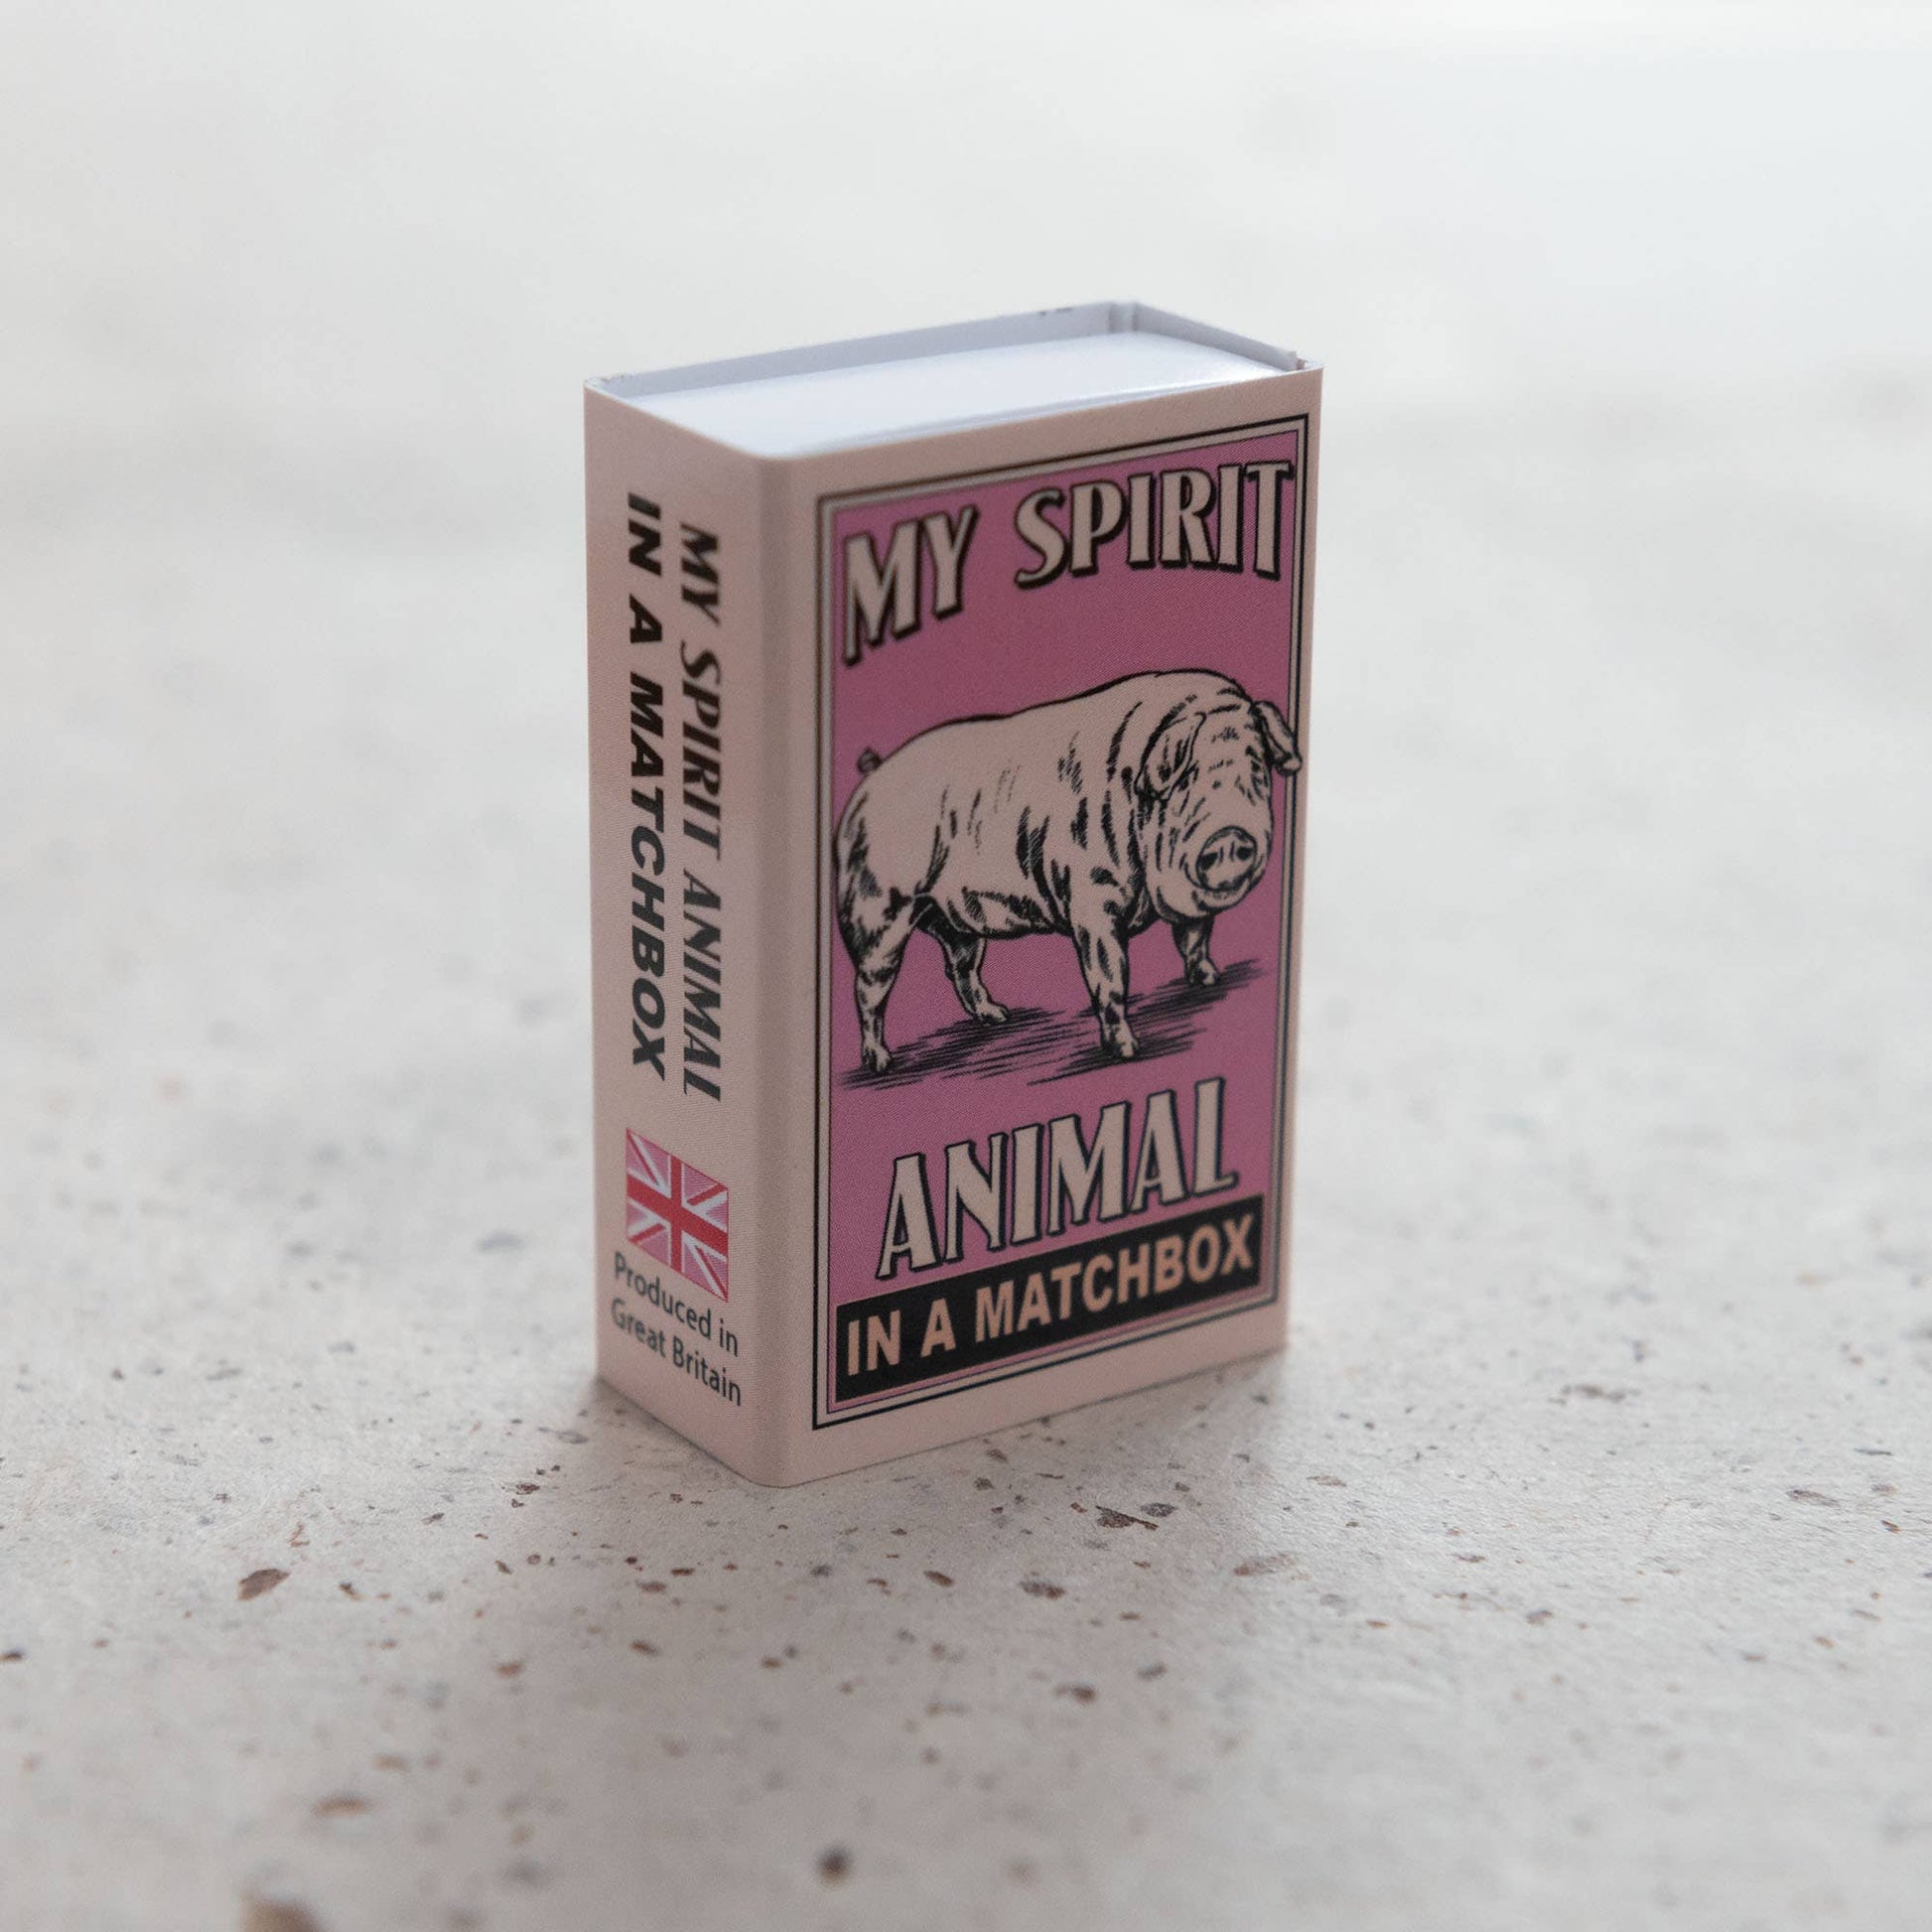 MY SPIRIT ANIMAL
IN A MATCHBOX
Produced in
Great Britain
MY SPIRIT
ANIMAL
IN A MATCHBOX